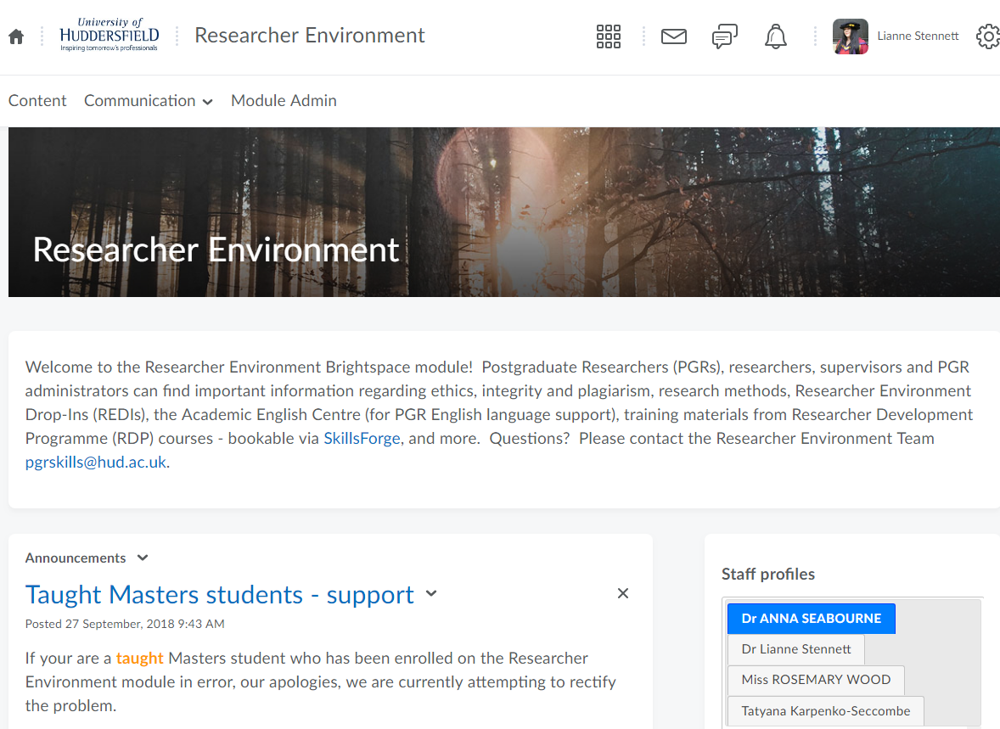 University of
HUDDERSFIELD
Inspiring tomorrow's professionals
Researcher Environment
Lianne Stennett
Content
Communication
Module Admin
Researcher Environment
Welcome to the Researcher Environment Brightspace module!  Postgraduate Researchers (PGRs), researchers, supervisors and PGR
administrators can find important information regarding ethics, integrity and plagiarism, research methods, Researcher Environment
Drop-Ins (REDIs), the Academic English Centre (for PGR English language support), training materials from Researcher Development
Programme (RDP) courses - bookable via SkillsForge, and more.  Questions?  Please contact the Researcher Environment Team
pgrskills@hud.ac.uk.
Announcements
Taught Masters students - support
Posted 27 September, 2018 9:43 AM
If your are a taught Masters student who has been enrolled on the Researcher
Environment module in error, our apologies, we are currently attempting to rectify
the problem.
Staff profiles
Dr ANNA SEABOURNE
Dr Lianne Stennett
Miss ROSEMARY WOOD
Tatyana Karpenko-Seccombe